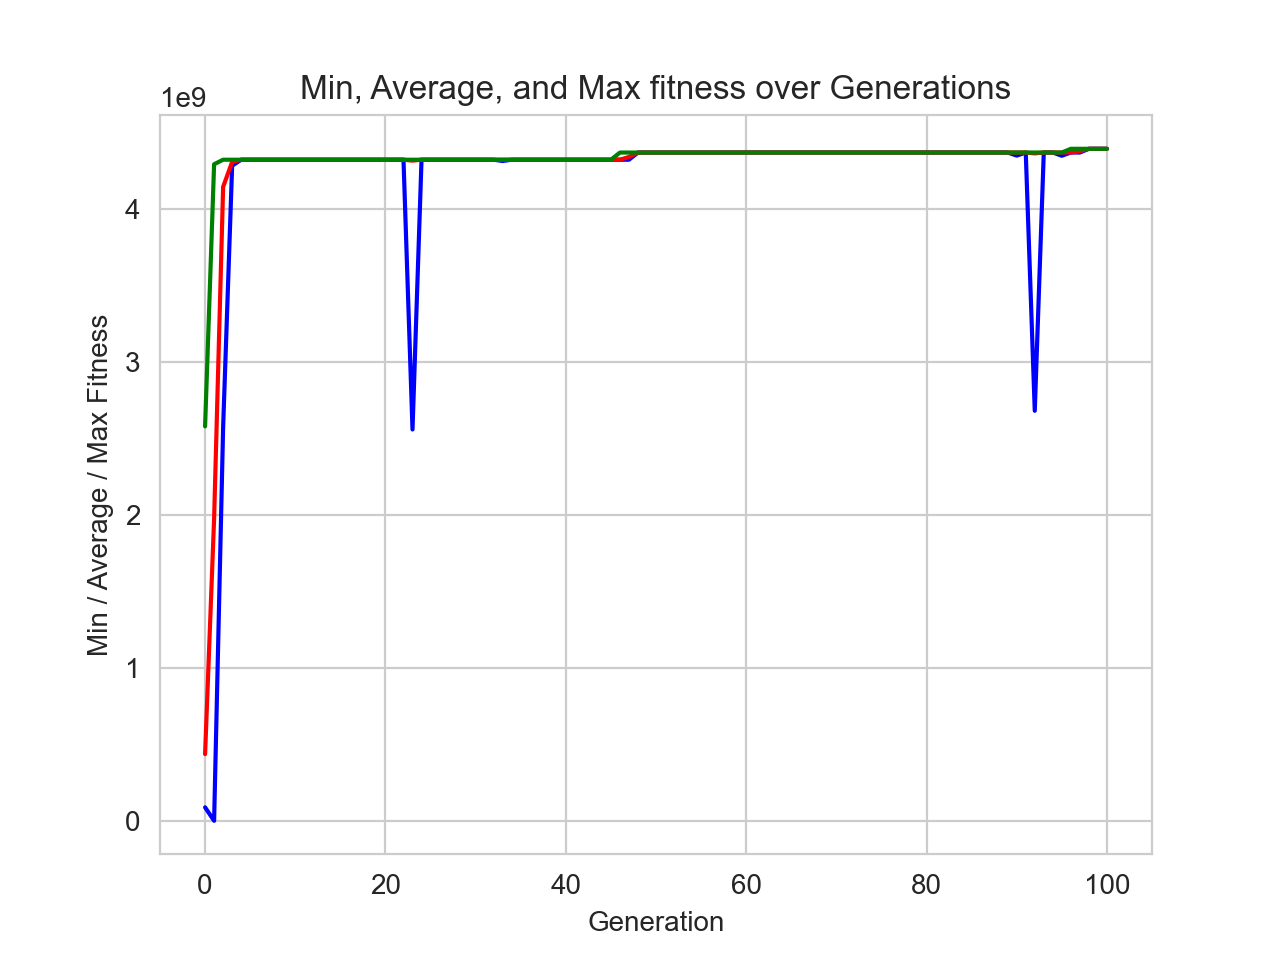 Min, Average, and Max fitness over Generations
1e9
4
3
2
1
0
Min / Average / Max Fitness
0 20 40 60 80 100
Generation